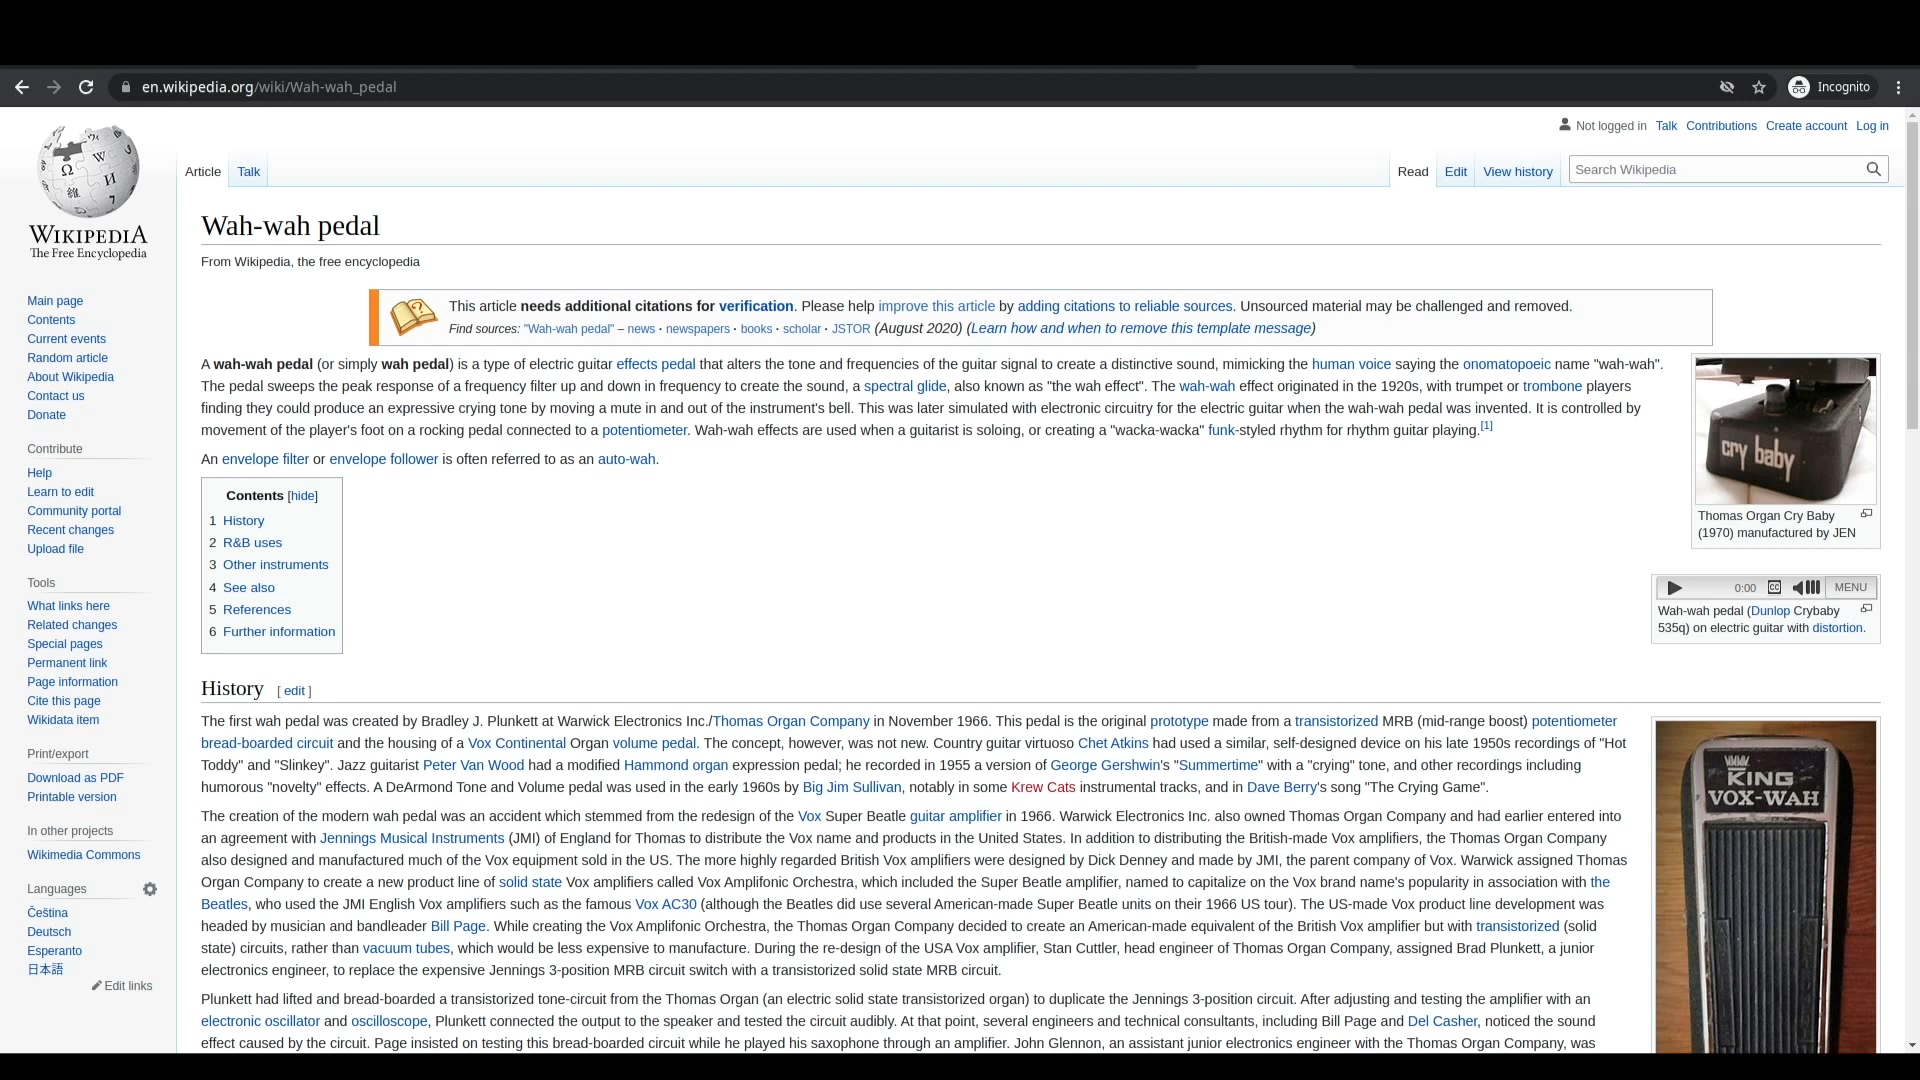 en.wikipedia.org/wiki/Wah-wah_pedal
Incognito
Not logged in Talk Contributions Create account Log in
Article Talk
Read Edit View history
Search Wikipedia
WIKIPEDIA
The Free Encyclopedia
Main page
Contents
Current events
Random article
About Wikipedia
Contact us
Donate
Contribute
Help
Learn to edit
Community portal
Recent changes
Upload file
Tools
What links here
Related changes
Special pages
Permanent link
Page information
Cite this page
Wikidata item
Print/export
Download as PDF
Printable version
In other projects
Wikimedia Commons
Languages
Čeština
Deutsch
Esperanto
日本語
Edit links
Wah-wah pedal
From Wikipedia, the free encyclopedia
This article needs additional citations for verification. Please help improve this article by adding citations to reliable sources. Unsourced material may be challenged and removed.
Find sources: "Wah-wah pedal" – news · newspapers · books · scholar · JSTOR (August 2020) (Learn how and when to remove this template message)
A wah-wah pedal (or simply wah pedal) is a type of electric guitar effects pedal that alters the tone and frequencies of the guitar signal to create a distinctive sound, mimicking the human voice saying the onomatopoeic name "wah-wah".
The pedal sweeps the peak response of a frequency filter up and down in frequency to create the sound, a spectral glide, also known as "the wah effect". The wah-wah effect originated in the 1920s, with trumpet or trombone players
finding they could produce an expressive crying tone by moving a mute in and out of the instrument's bell. This was later simulated with electronic circuitry for the electric guitar when the wah-wah pedal was invented. It is controlled by
movement of the player's foot on a rocking pedal connected to a potentiometer. Wah-wah effects are used when a guitarist is soloing, or creating a "wacka-wacka" funk-styled rhythm for rhythm guitar playing.[1]
An envelope filter or envelope follower is often referred to as an auto-wah.
cry baby
Thomas Organ Cry Baby
(1970) manufactured by JEN
0:00 CC MENU
Wah-wah pedal (Dunlop Crybaby
535q) on electric guitar with distortion.
Contents [hide]
1 History
2 R&B uses
3 Other instruments
4 See also
5 References
6 Further information
History [ edit ]
The first wah pedal was created by Bradley J. Plunkett at Warwick Electronics Inc./Thomas Organ Company in November 1966. This pedal is the original prototype made from a transistorized MRB (mid-range boost) potentiometer
bread-boarded circuit and the housing of a Vox Continental Organ volume pedal. The concept, however, was not new. Country guitar virtuoso Chet Atkins had used a similar, self-designed device on his late 1950s recordings of "Hot
Toddy" and "Slinkey". Jazz guitarist Peter Van Wood had a modified Hammond organ expression pedal; he recorded in 1955 a version of George Gershwin's "Summertime" with a "crying" tone, and other recordings including
humorous "novelty" effects. A DeArmond Tone and Volume pedal was used in the early 1960s by Big Jim Sullivan, notably in some Krew Cats instrumental tracks, and in Dave Berry's song "The Crying Game".
The creation of the modern wah pedal was an accident which stemmed from the redesign of the Vox Super Beatle guitar amplifier in 1966. Warwick Electronics Inc. also owned Thomas Organ Company and had earlier entered into
an agreement with Jennings Musical Instruments (JMI) of England for Thomas to distribute the Vox name and products in the United States. In addition to distributing the British-made Vox amplifiers, the Thomas Organ Company
also designed and manufactured much of the Vox equipment sold in the US. The more highly regarded British Vox amplifiers were designed by Dick Denney and made by JMI, the parent company of Vox. Warwick assigned Thomas
Organ Company to create a new product line of solid state Vox amplifiers called Vox Amplifonic Orchestra, which included the Super Beatle amplifier, named to capitalize on the Vox brand name's popularity in association with the
Beatles, who used the JMI English Vox amplifiers such as the famous Vox AC30 (although the Beatles did use several American-made Super Beatle units on their 1966 US tour). The US-made Vox product line development was
headed by musician and bandleader Bill Page. While creating the Vox Amplifonic Orchestra, the Thomas Organ Company decided to create an American-made equivalent of the British Vox amplifier but with transistorized (solid
state) circuits, rather than vacuum tubes, which would be less expensive to manufacture. During the re-design of the USA Vox amplifier, Stan Cuttler, head engineer of Thomas Organ Company, assigned Brad Plunkett, a junior
electronics engineer, to replace the expensive Jennings 3-position MRB circuit switch with a transistorized solid state MRB circuit.
Plunkett had lifted and bread-boarded a transistorized tone-circuit from the Thomas Organ (an electric solid state transistorized organ) to duplicate the Jennings 3-position circuit. After adjusting and testing the amplifier with an
electronic oscillator and oscilloscope, Plunkett connected the output to the speaker and tested the circuit audibly. At that point, several engineers and technical consultants, including Bill Page and Del Casher, noticed the sound
effect caused by the circuit. Page insisted on testing this bread-boarded circuit while he played his saxophone through an amplifier. John Glennon, an assistant junior electronics engineer with the Thomas Organ Company, was
KING
VOX-WAH